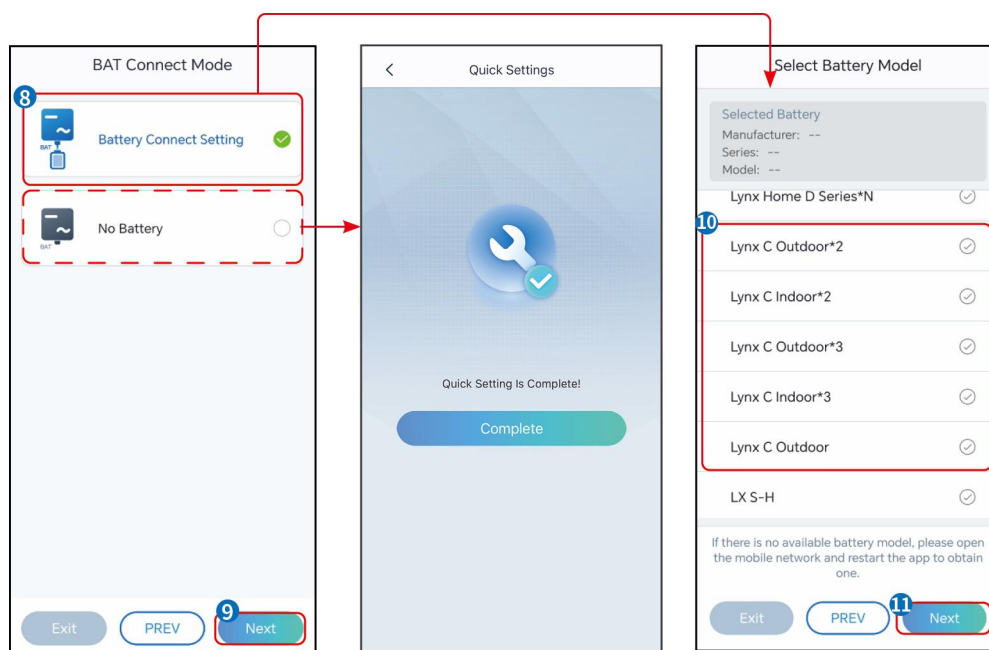 BAT Connect Mode
8
Battery Connect Setting
BAT
No Battery
BAT
Exit
PREV
9
Next
Quick Settings
Quick Setting Is Complete!
Complete
Select Battery Model
Selected Battery
Manufacturer: --
Series: --
Model: --
Lynx Home D Series*N
10
Lynx C Outdoor*2
Lynx C Indoor*2
Lynx C Outdoor*3
Lynx C Indoor*3
Lynx C Outdoor
LX S-H
If there is no available battery model, please open
the mobile network and restart the app to obtain
one.
Exit
PREV
11
Next